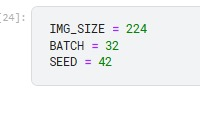 [24]:
IMG_SIZE = 224
BATCH = 32
SEED = 42